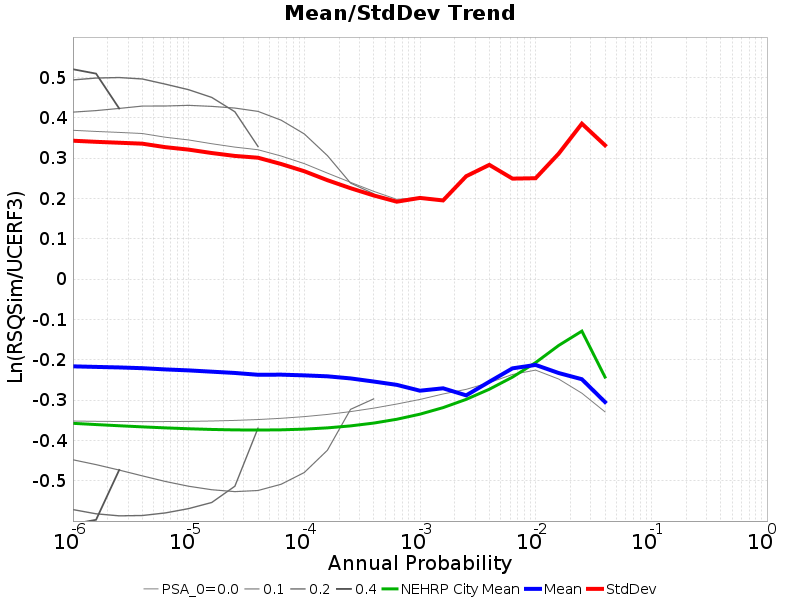 Mean/StdDev Trend
Ln(RSQSim/UCERF3)
0.5
0.4
0.3
0.2
0.1
0
-0.1
-0.2
-0.3
-0.4
-0.5
10^-6 10^-5 10^-4 10^-3 10^-2 10^-1 10^0
Annual Probability
PSA_0=0.0 0.1 0.2 0.4 NEHRP City Mean Mean StdDev